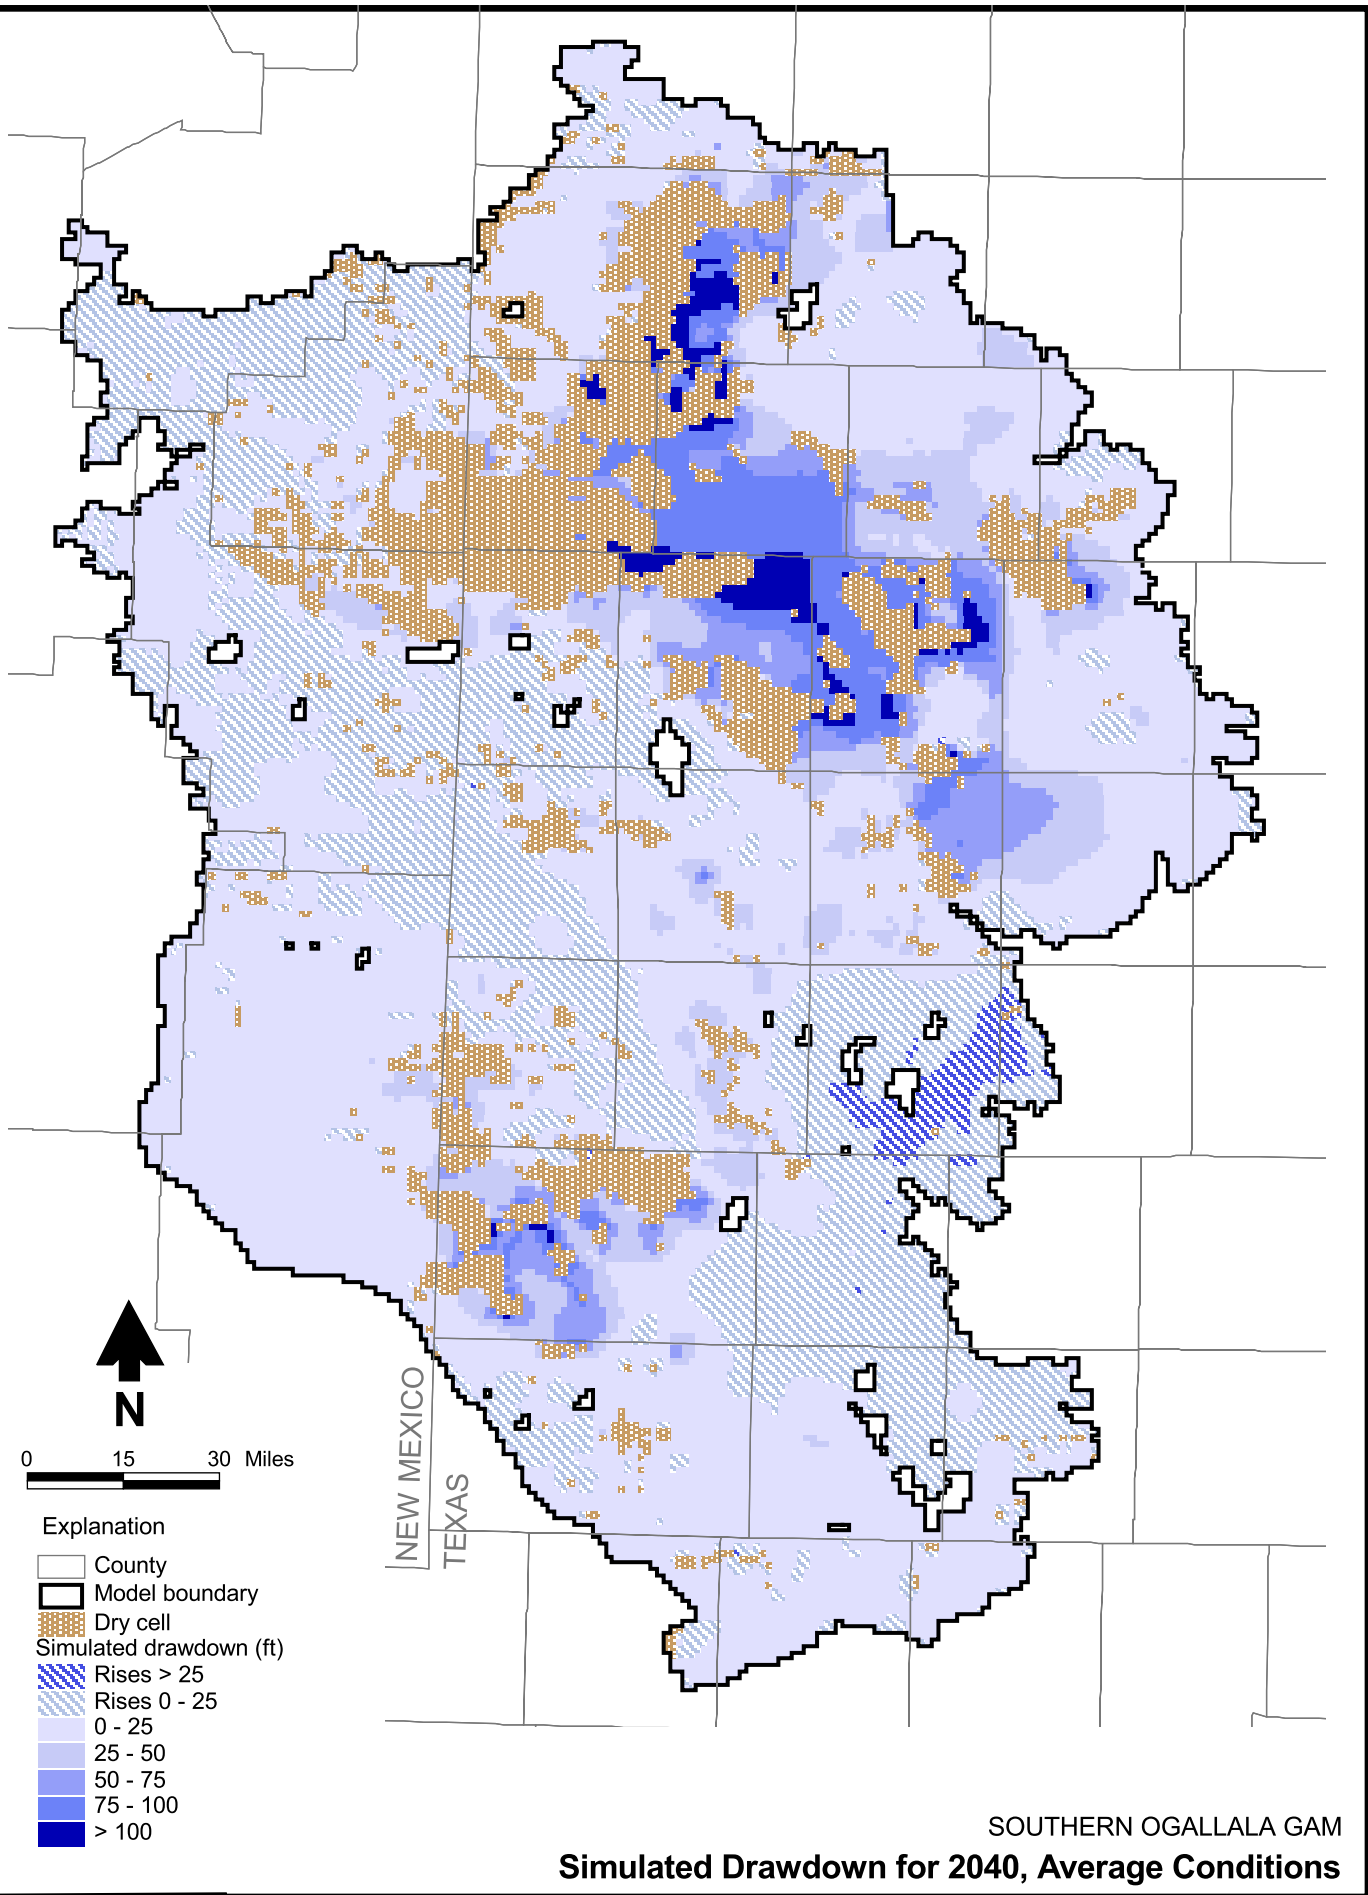 NEW MEXICO
TEXAS
N
0 15 30 Miles
Explanation
County
Model boundary
Dry cell
Simulated drawdown (ft)
Rises > 25
Rises 0 - 25
0 - 25
25 - 50
50 - 75
75 - 100
> 100
SOUTHERN OGALLALA GAM
Simulated Drawdown for 2040, Average Conditions